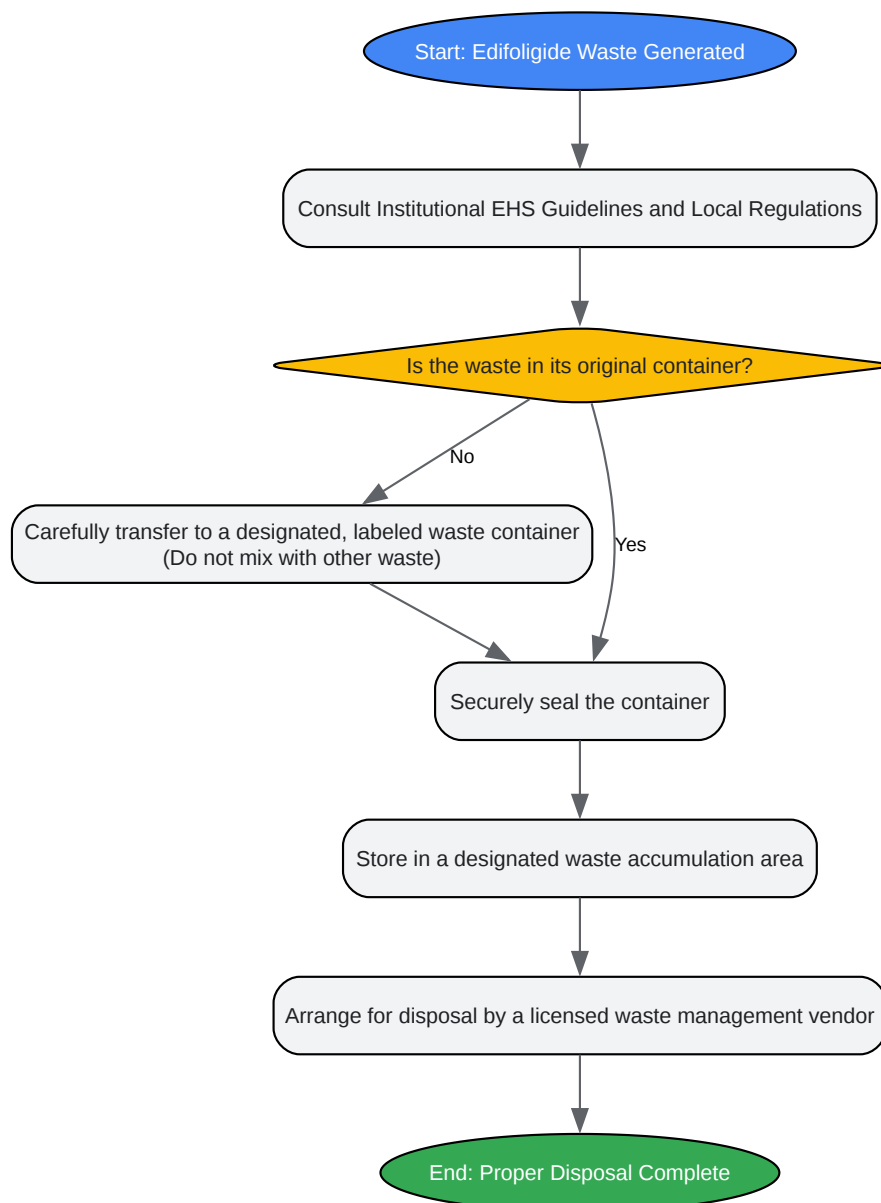 Start: Edifoligide Waste Generated
Consult Institutional EHS Guidelines and Local Regulations
Is the waste in its original container?
No
Carefully transfer to a designated, labeled waste container
(Do not mix with other waste)
Yes
Securely seal the container
Store in a designated waste accumulation area
Arrange for disposal by a licensed waste management vendor
End: Proper Disposal Complete